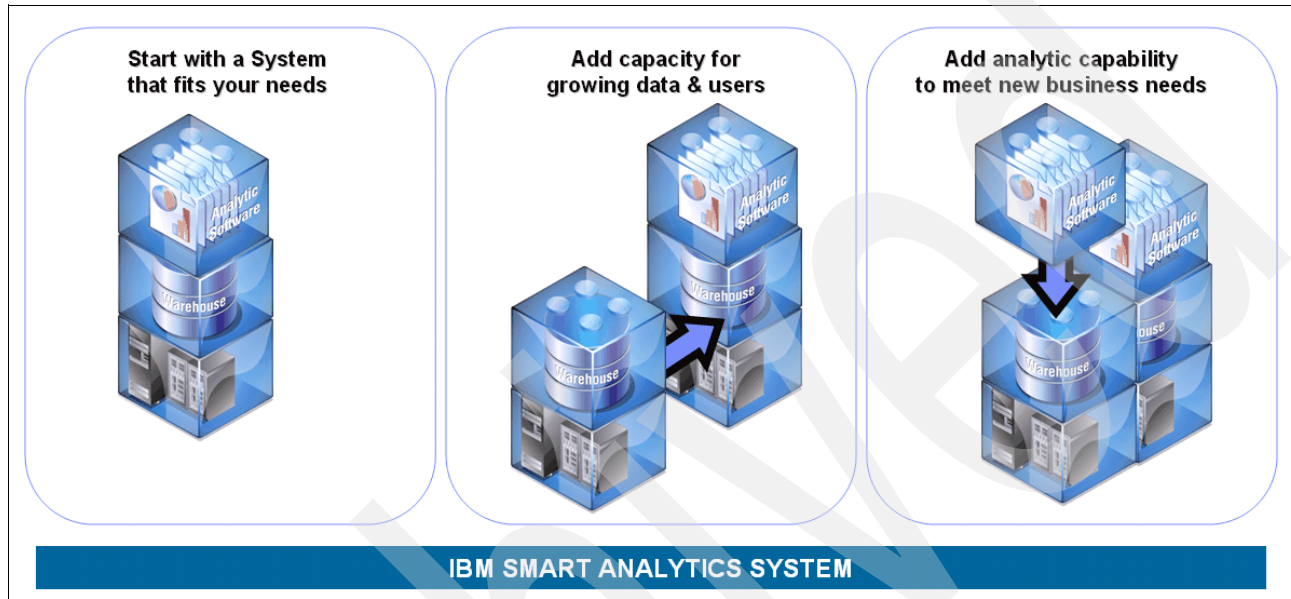 Start with a System
that fits your needs
Analytic
Software
Warehouse
Add capacity for
growing data & users
Analytic
Software
Warehouse
Warehouse
Add analytic capability
to meet new business needs
Analytic
Software
Analytic
Software
Warehouse
IBM SMART ANALYTICS SYSTEM